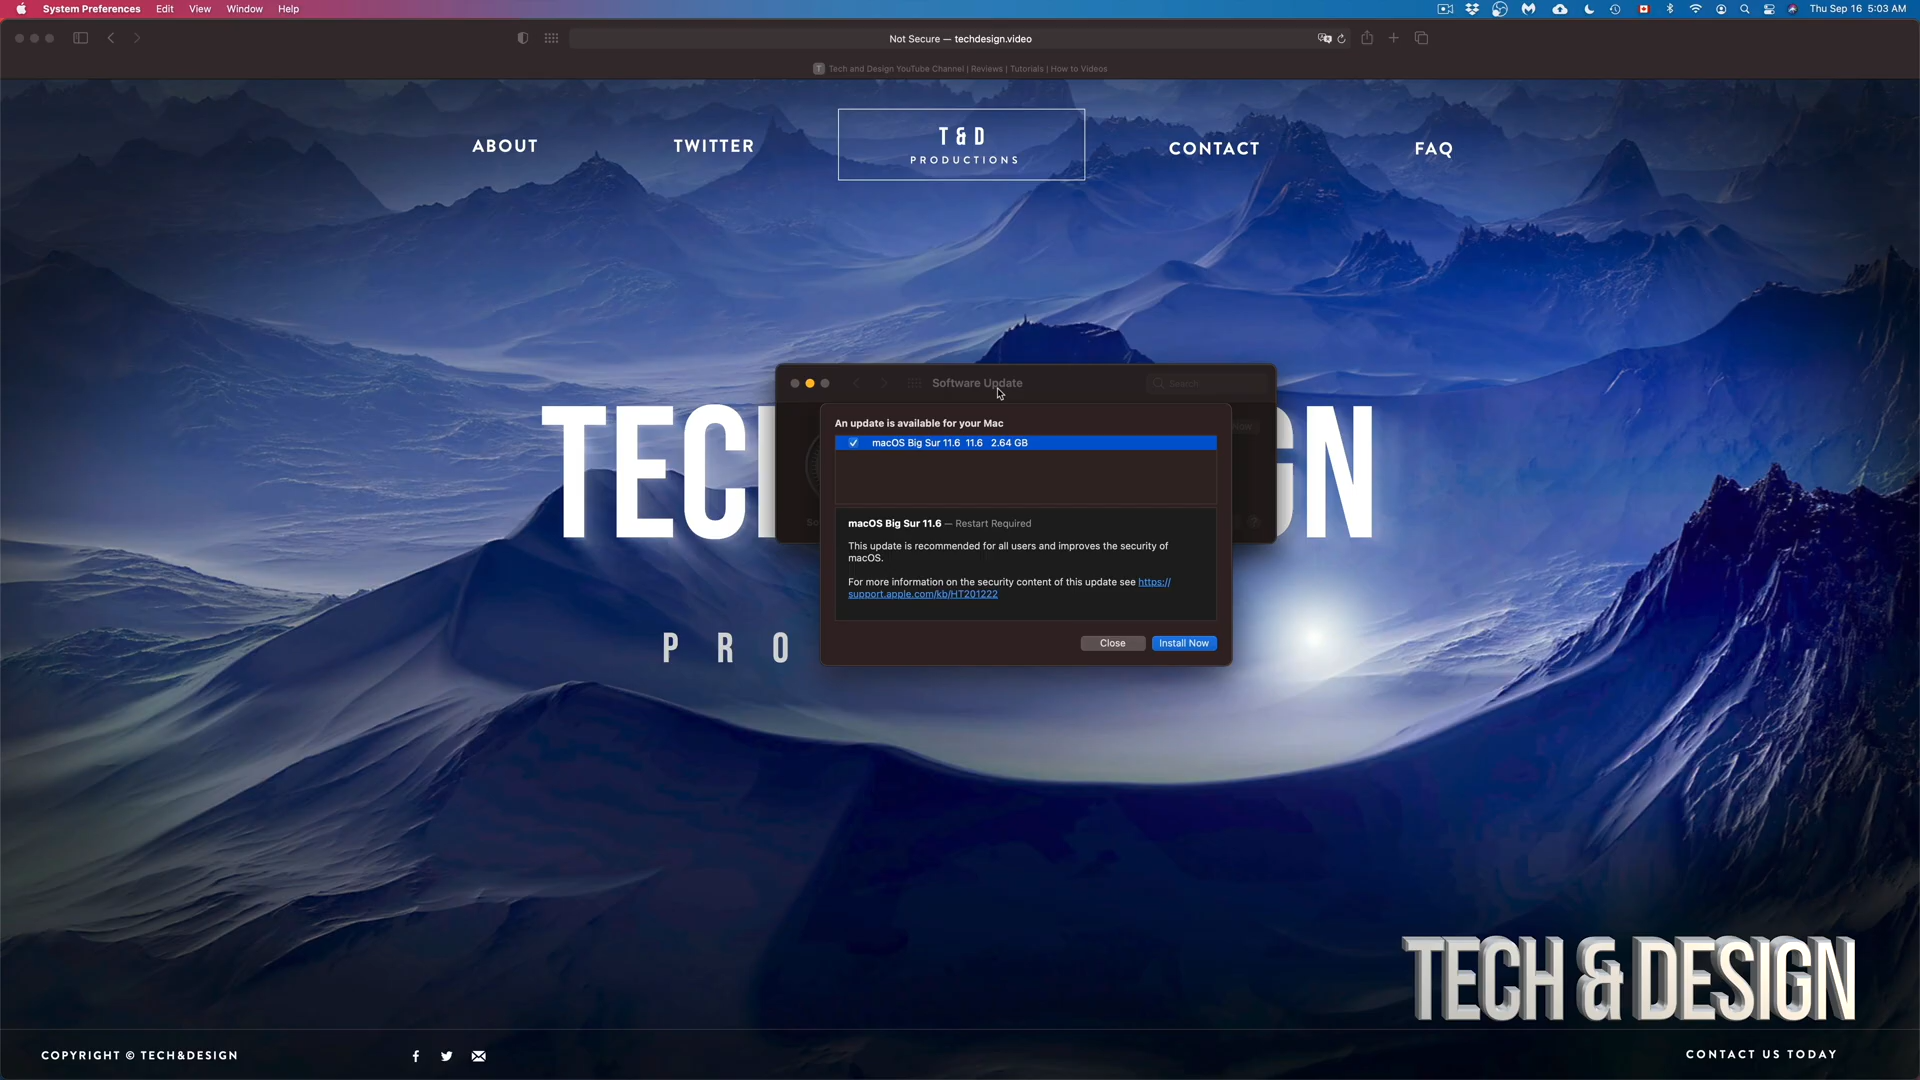 System Preferences Edit View Window Help
Thu Sep 16 5:03 AM
Not Secure — techdesign.video
T Tech and Design YouTube Channel | Reviews | Tutorials | How to Videos
ABOUT
TWITTER
T & D
PRODUCTIONS
CONTACT
FAQ
Software Update
Search
An update is available for your Mac
macOS Big Sur 11.6 11.6 2.64 GB
Now
macOS Big Sur 11.6 — Restart Required
This update is recommended for all users and improves the security of
macOS.
For more information on the security content of this update see https://
support.apple.com/kb/HT201222
Close
Install Now
TECH & DESIGN
COPYRIGHT © TECH&DESIGN
CONTACT US TODAY